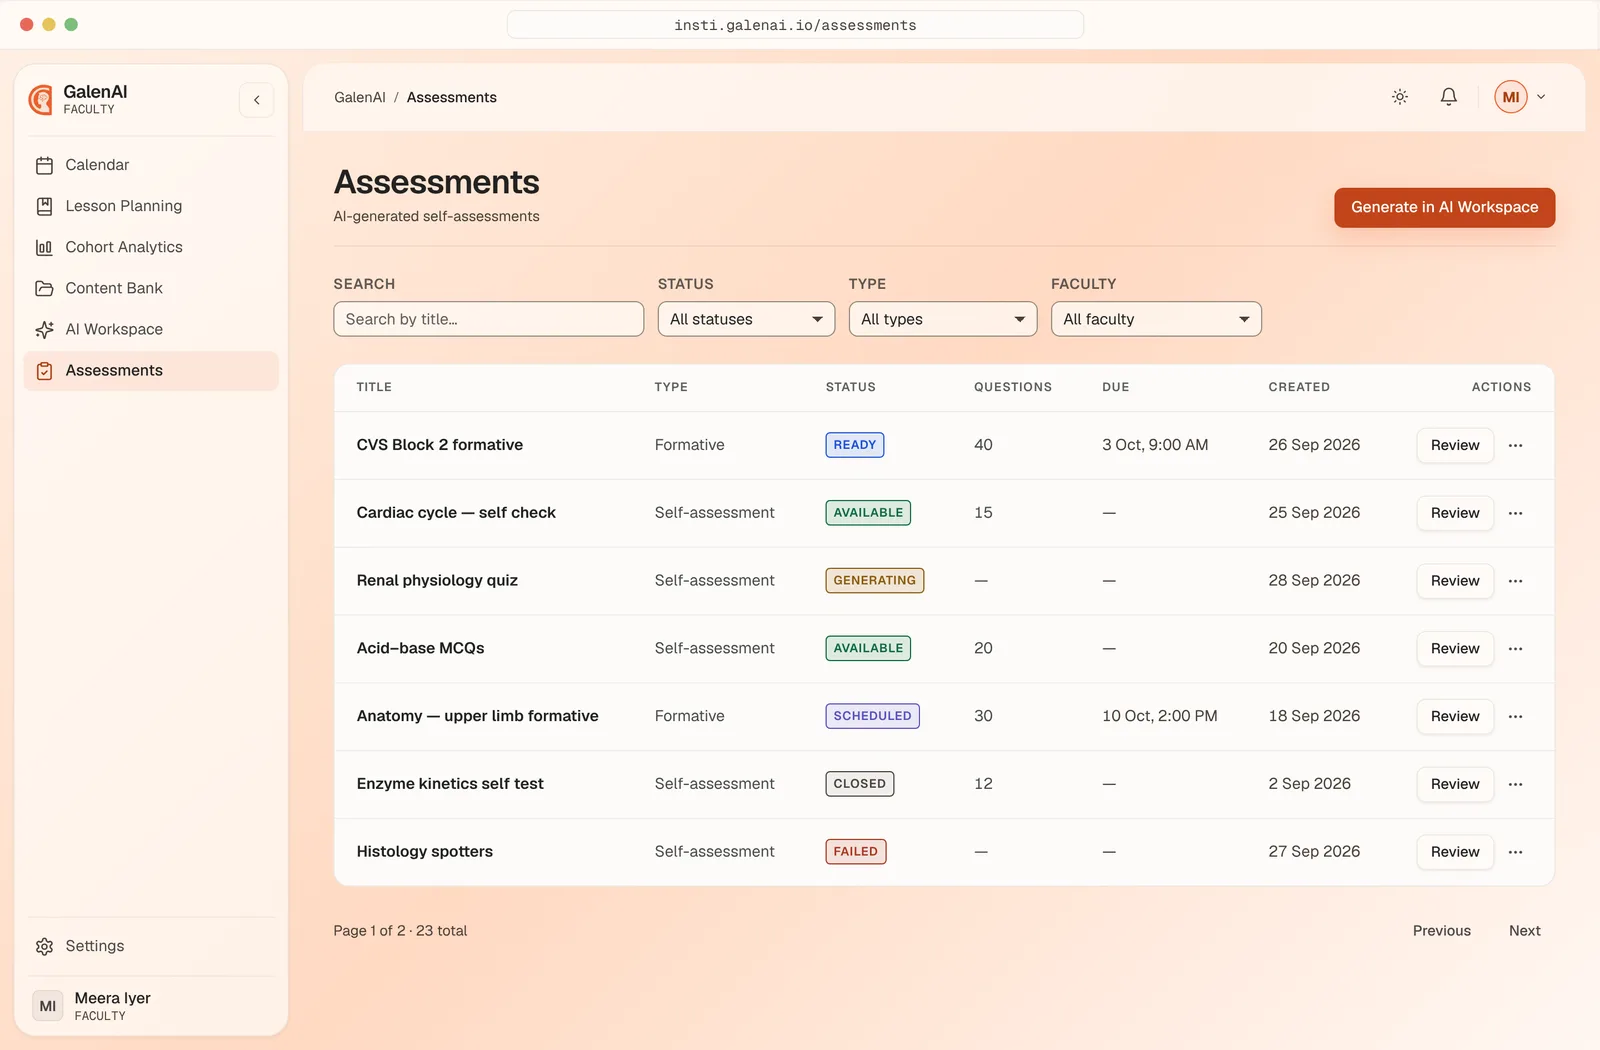 insti.galenai.io/assessments
GalenAI
FACULTY
Calendar
Lesson Planning
Cohort Analytics
Content Bank
AI Workspace
Assessments
Settings
MI
Meera Iyer
FACULTY
GalenAI / Assessments
MI
Assessments
AI-generated self-assessments
Generate in AI Workspace
SEARCH STATUS TYPE FACULTY
Search by title... All statuses All types All faculty
TITLE TYPE STATUS QUESTIONS DUE CREATED ACTIONS
CVS Block 2 formative Formative READY 40 3 Oct, 9:00 AM 26 Sep 2026 Review ···
Cardiac cycle — self check Self-assessment AVAILABLE 15 — 25 Sep 2026 Review ···
Renal physiology quiz Self-assessment GENERATING — — 28 Sep 2026 Review ···
Acid–base MCQs Self-assessment AVAILABLE 20 — 20 Sep 2026 Review ···
Anatomy — upper limb formative Formative SCHEDULED 30 10 Oct, 2:00 PM 18 Sep 2026 Review ···
Enzyme kinetics self test Self-assessment CLOSED 12 — 2 Sep 2026 Review ···
Histology spotters Self-assessment FAILED — — 27 Sep 2026 Review ···
Page 1 of 2 · 23 total Previous Next